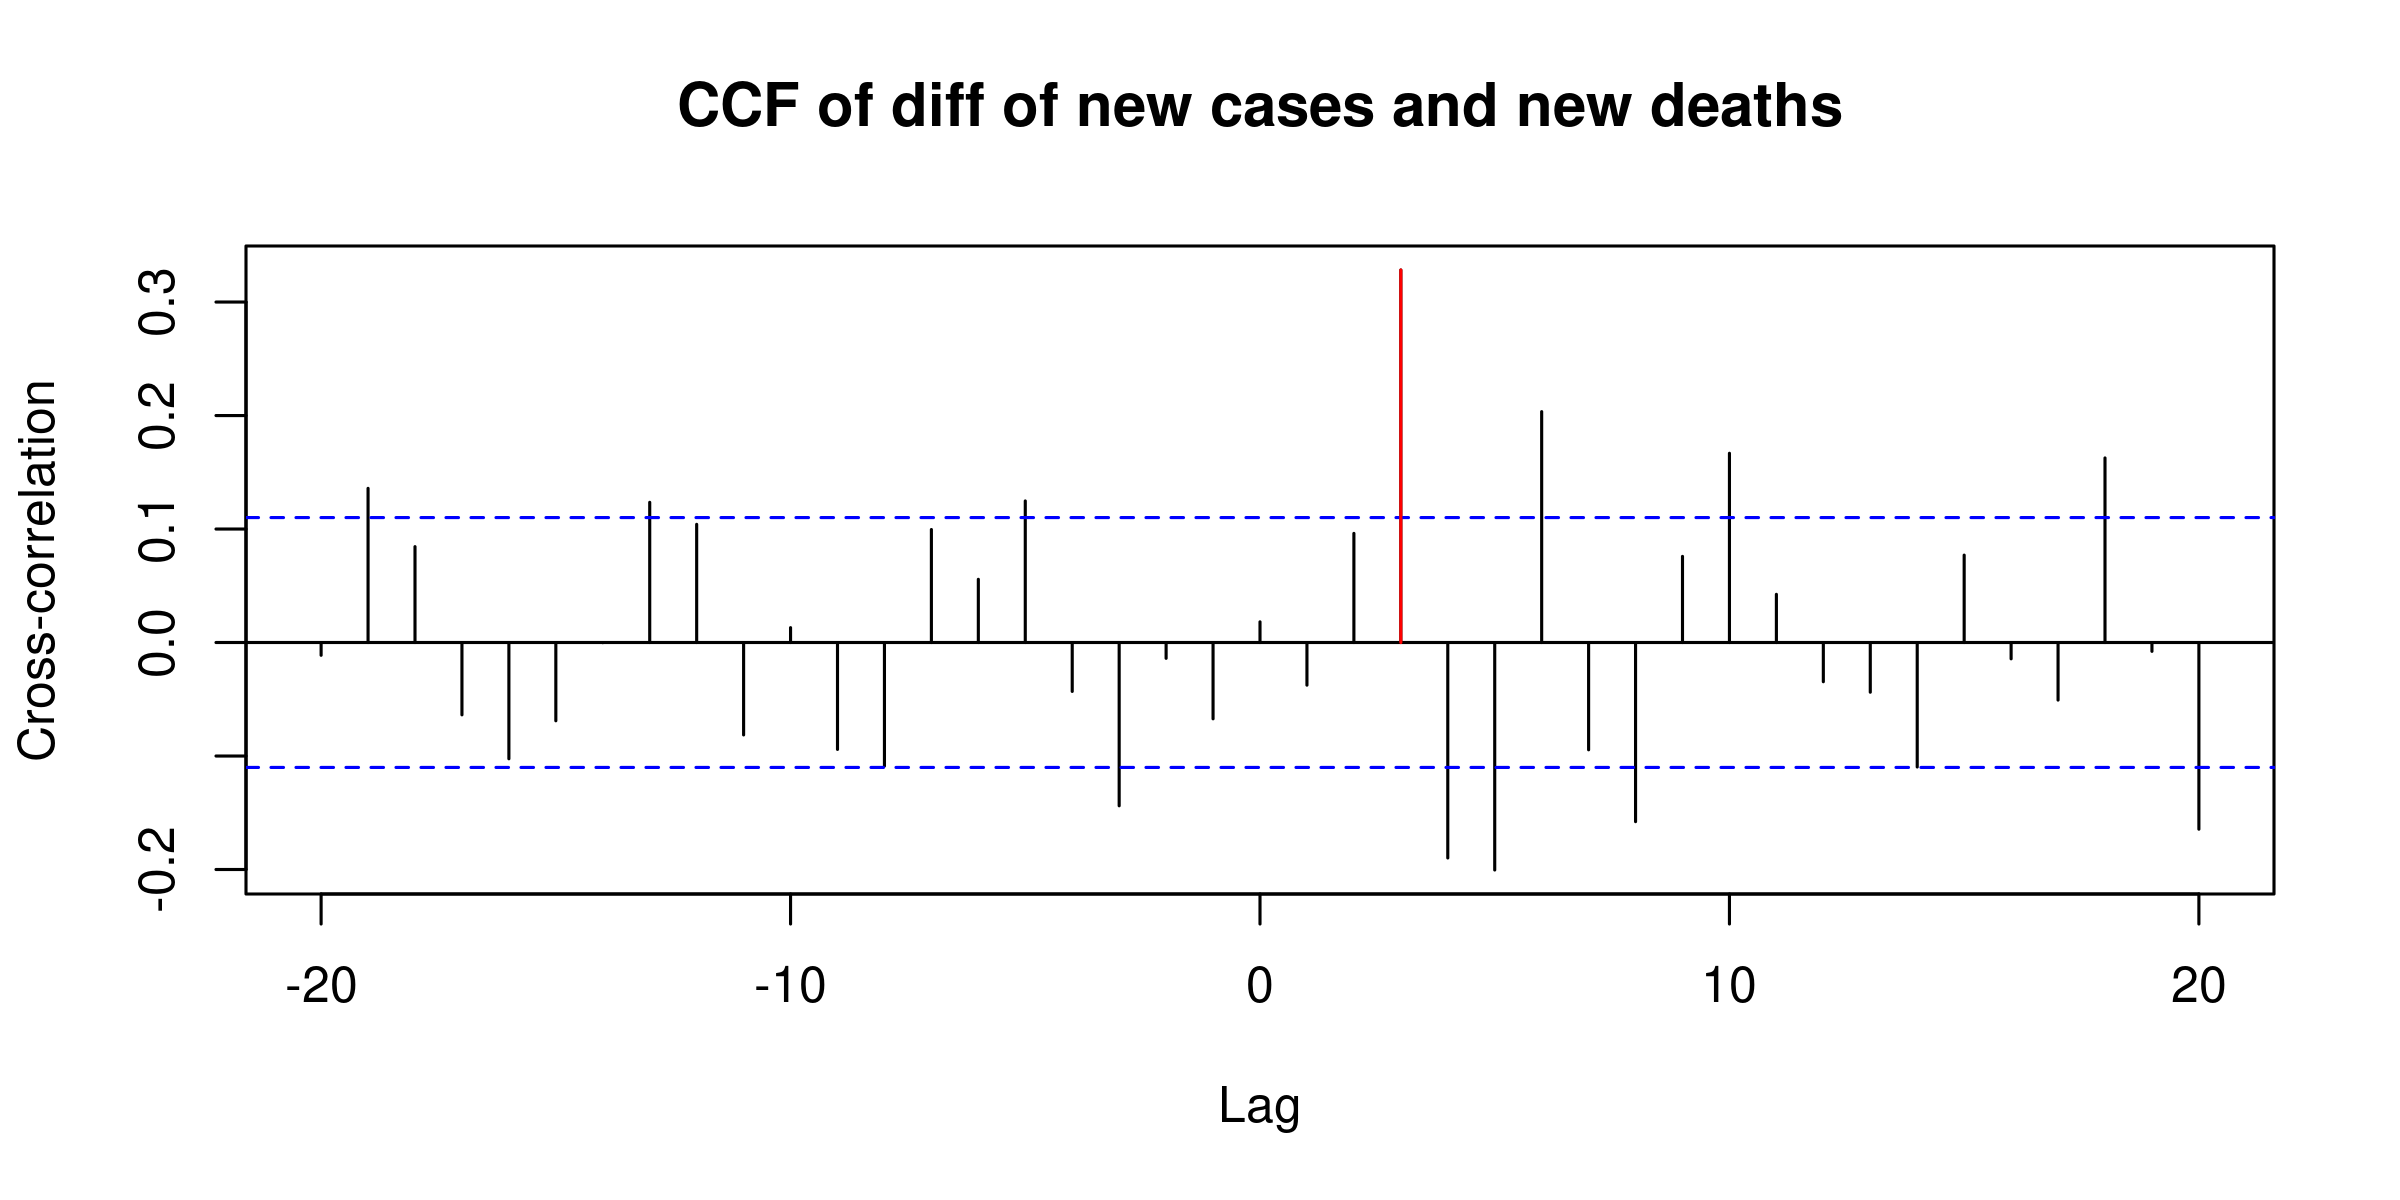 CCF of diff of new cases and new deaths
Cross-correlation
0.3
0.2
0.1
0.0
-0.2
-20 -10 0 10 20
Lag